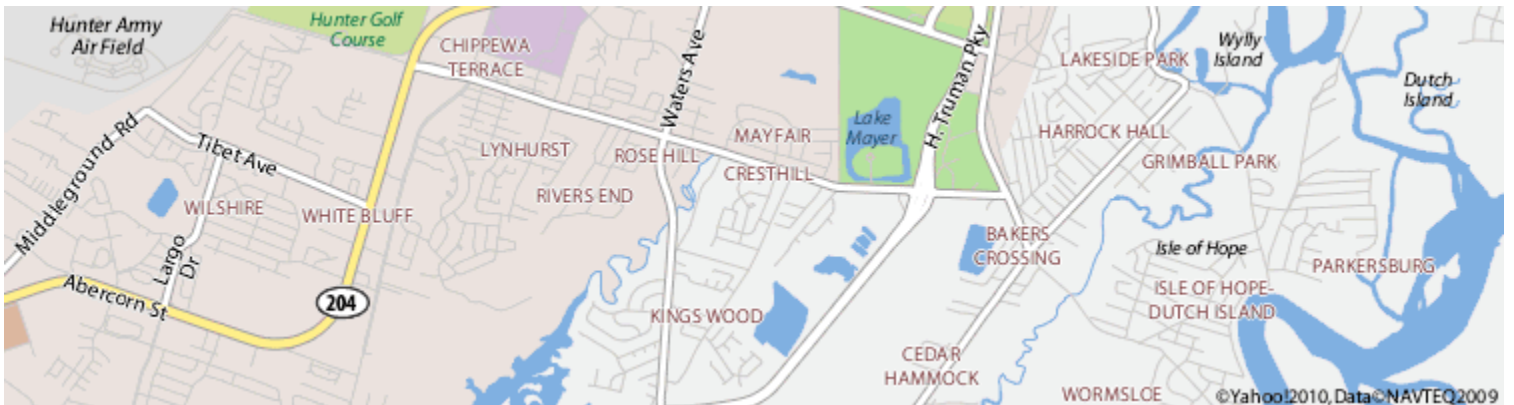 Hunter Army
Air Field
Hunter Golf
Course
CHIPPEWA
TERRACE
Waters Ave
H. Truman Pky
LAKESIDE PARK
Wylly
Island
Dutch
Island
Middleground Rd
Tibet Ave
LYNHURST
ROSE HILL
MAYFAIR
Lake
Mayer
HARROCK HALL
GRIMBALL PARK
CRESTHILL
RIVERS END
WILSHIRE
WHITE BLUFF
Largo
Dr
BAKERS
CROSSING
Isle of Hope
PARKERSBURG
Abercorn St
204
KINGS WOOD
ISLE OF HOPE-
DUTCH ISLAND
CEDAR
HAMMOCK
WORMSLOE
©Yahoo!2010, Data©NAVTEQ2009